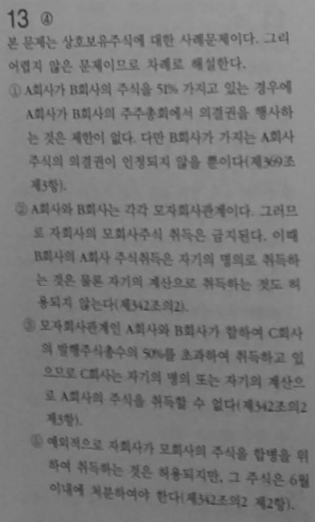 13 ④
본 문제는 상호보유주식에 대한 사례문제이다. 그리
어렵지 않은 문제이므로 차례로 해설한다.
① A회사가 B회사의 주식을 51% 가지고 있는 경우에
A회사가 B회사의 주주총회에서 의결권을 행사하
는 것은 제한이 없다. 다만 B회사가 가지는 A회사
주식의 의결권이 인정되지 않을 뿐이다(제369조
제3항).
② A회사와 B회사는 각각 모자회사관계이다. 그러므
로 자회사의 모회사주식 취득은 금지된다. 이때
B회사의 A회사 주식취득은 자기의 명의로 취득하
는 것은 물론 자기의 계산으로 취득하는 것도 허
용되지 않는다(제342조의2).
③ 모자회사관계인 A회사와 B회사가 합하여 C회사
의 발행주식총수의 50%를 초과하여 취득하고 있
으므로 C회사는 자기의 명의 또는 자기의 계산으
로 A회사의 주식을 취득할 수 없다(제342조의2
제3항).
⑤ 예외적으로 자회사가 모회사의 주식을 합병을 위
하여 취득하는 것은 허용되지만, 그 주식은 6월
이내에 처분하여야 한다(제342조의2 제2항).